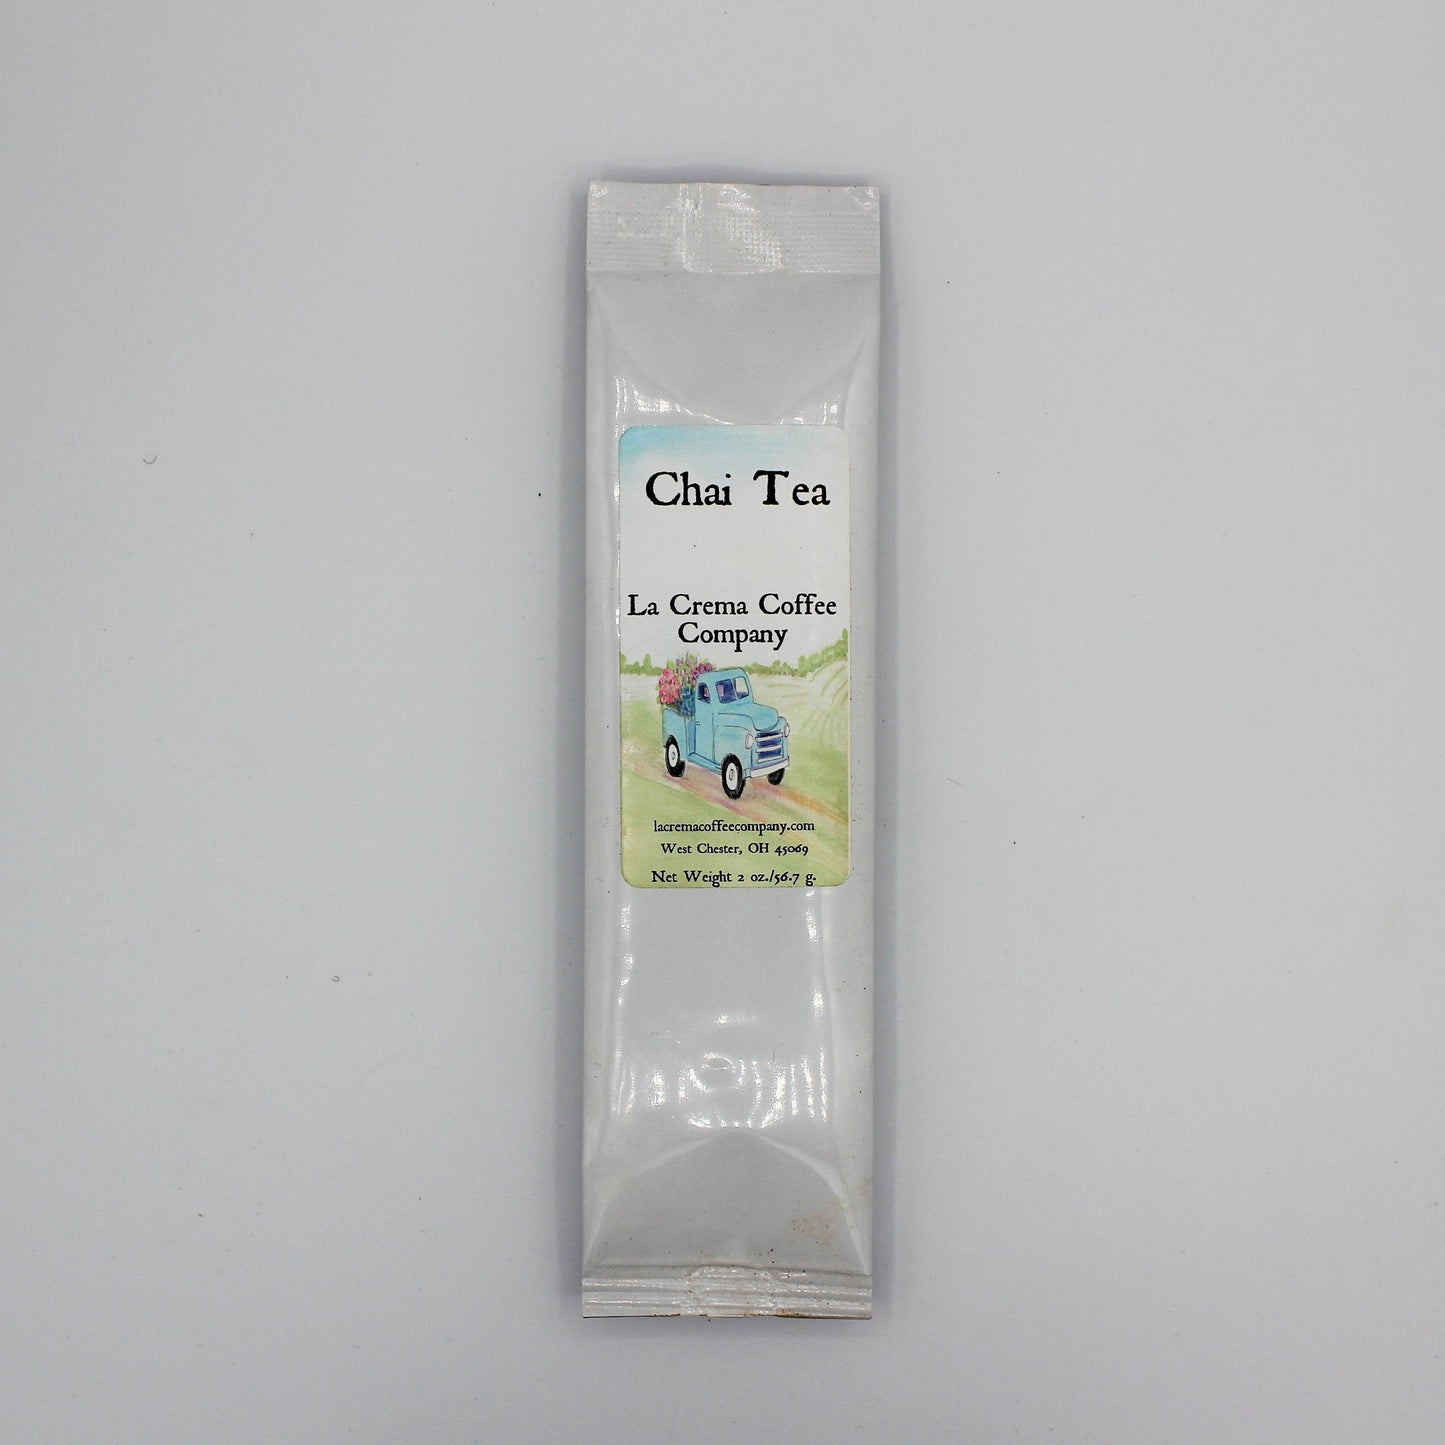 Chai Tea
La Crema Coffee
Company
lacremacoffeecompany.com
West Chester, OH 45069
Net Weight 2 oz./56.7 g.